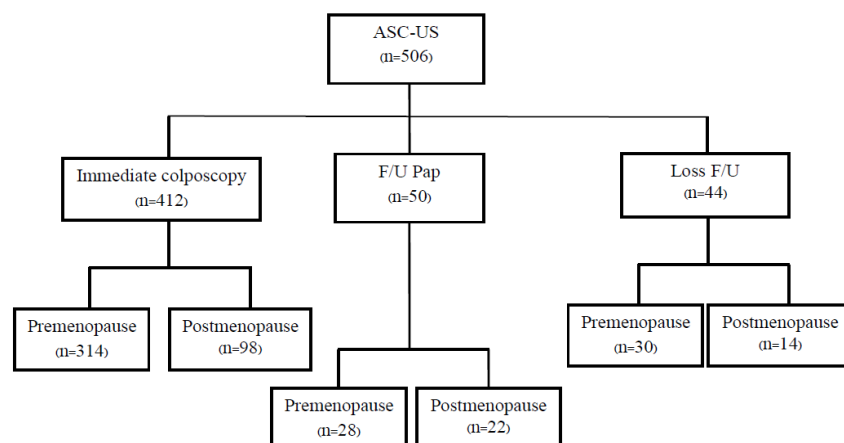 ASC-US
(n=506)
Immediate colposcopy
(n=412)
F/U Pap
(n=50)
Loss F/U
(n=44)
Premenopause
(n=314)
Postmenopause
(n=98)
Premenopause
(n=28)
Postmenopause
(n=22)
Premenopause
(n=30)
Postmenopause
(n=14)